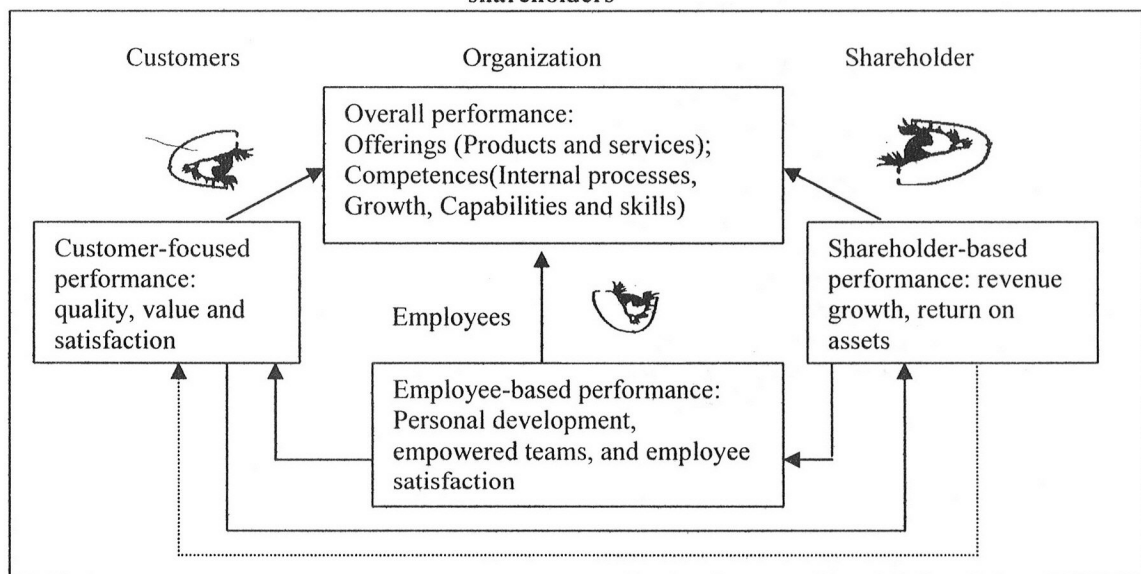 shareholders
Customers
Organization
Shareholder
Overall performance:
Offerings (Products and services);
Competences(Internal processes,
Growth, Capabilities and skills)
Customer-focused
performance:
quality, value and
satisfaction
Shareholder-based
performance: revenue
growth, return on
assets
Employees
Employee-based performance:
Personal development,
empowered teams, and employee
satisfaction